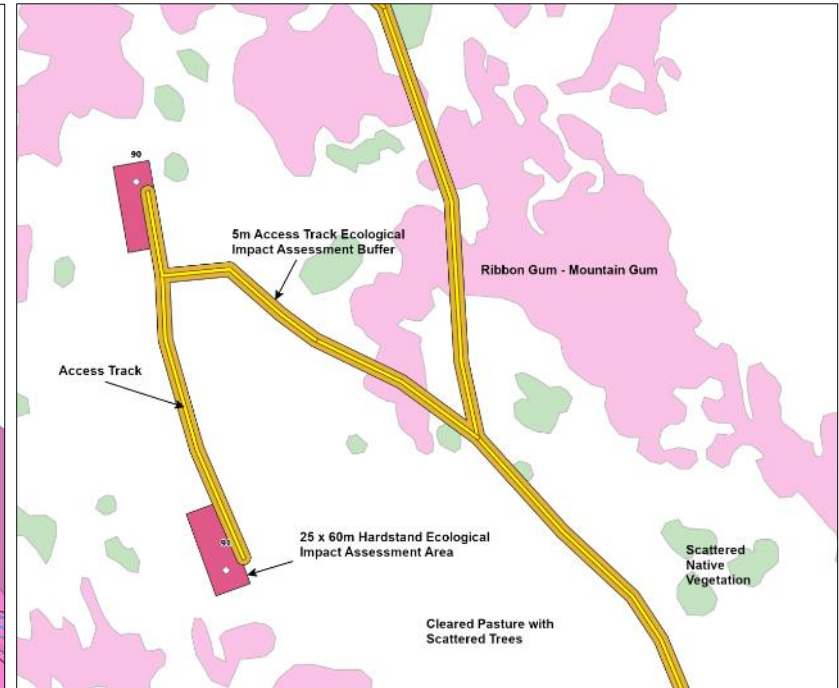 90
5m Access Track Ecological
Impact Assessment Buffer
Ribbon Gum - Mountain Gum
Access Track
25 x 60m Hardstand Ecological
Impact Assessment Area
Scattered
Native
Vegetation
Cleared Pasture with
Scattered Trees